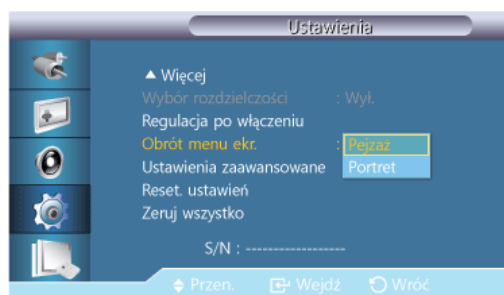 Ustawienia
▲ Więcej
Wybór rozdzielczości : Wył.
Regulacja po włączeniu
Obrót menu ekr. : Pejzaż
Portret
Ustawienia zaawansowane
Reset. ustawień
Zeruj wszystko
S/N : ------------------
Przen. Wejdź Wróć